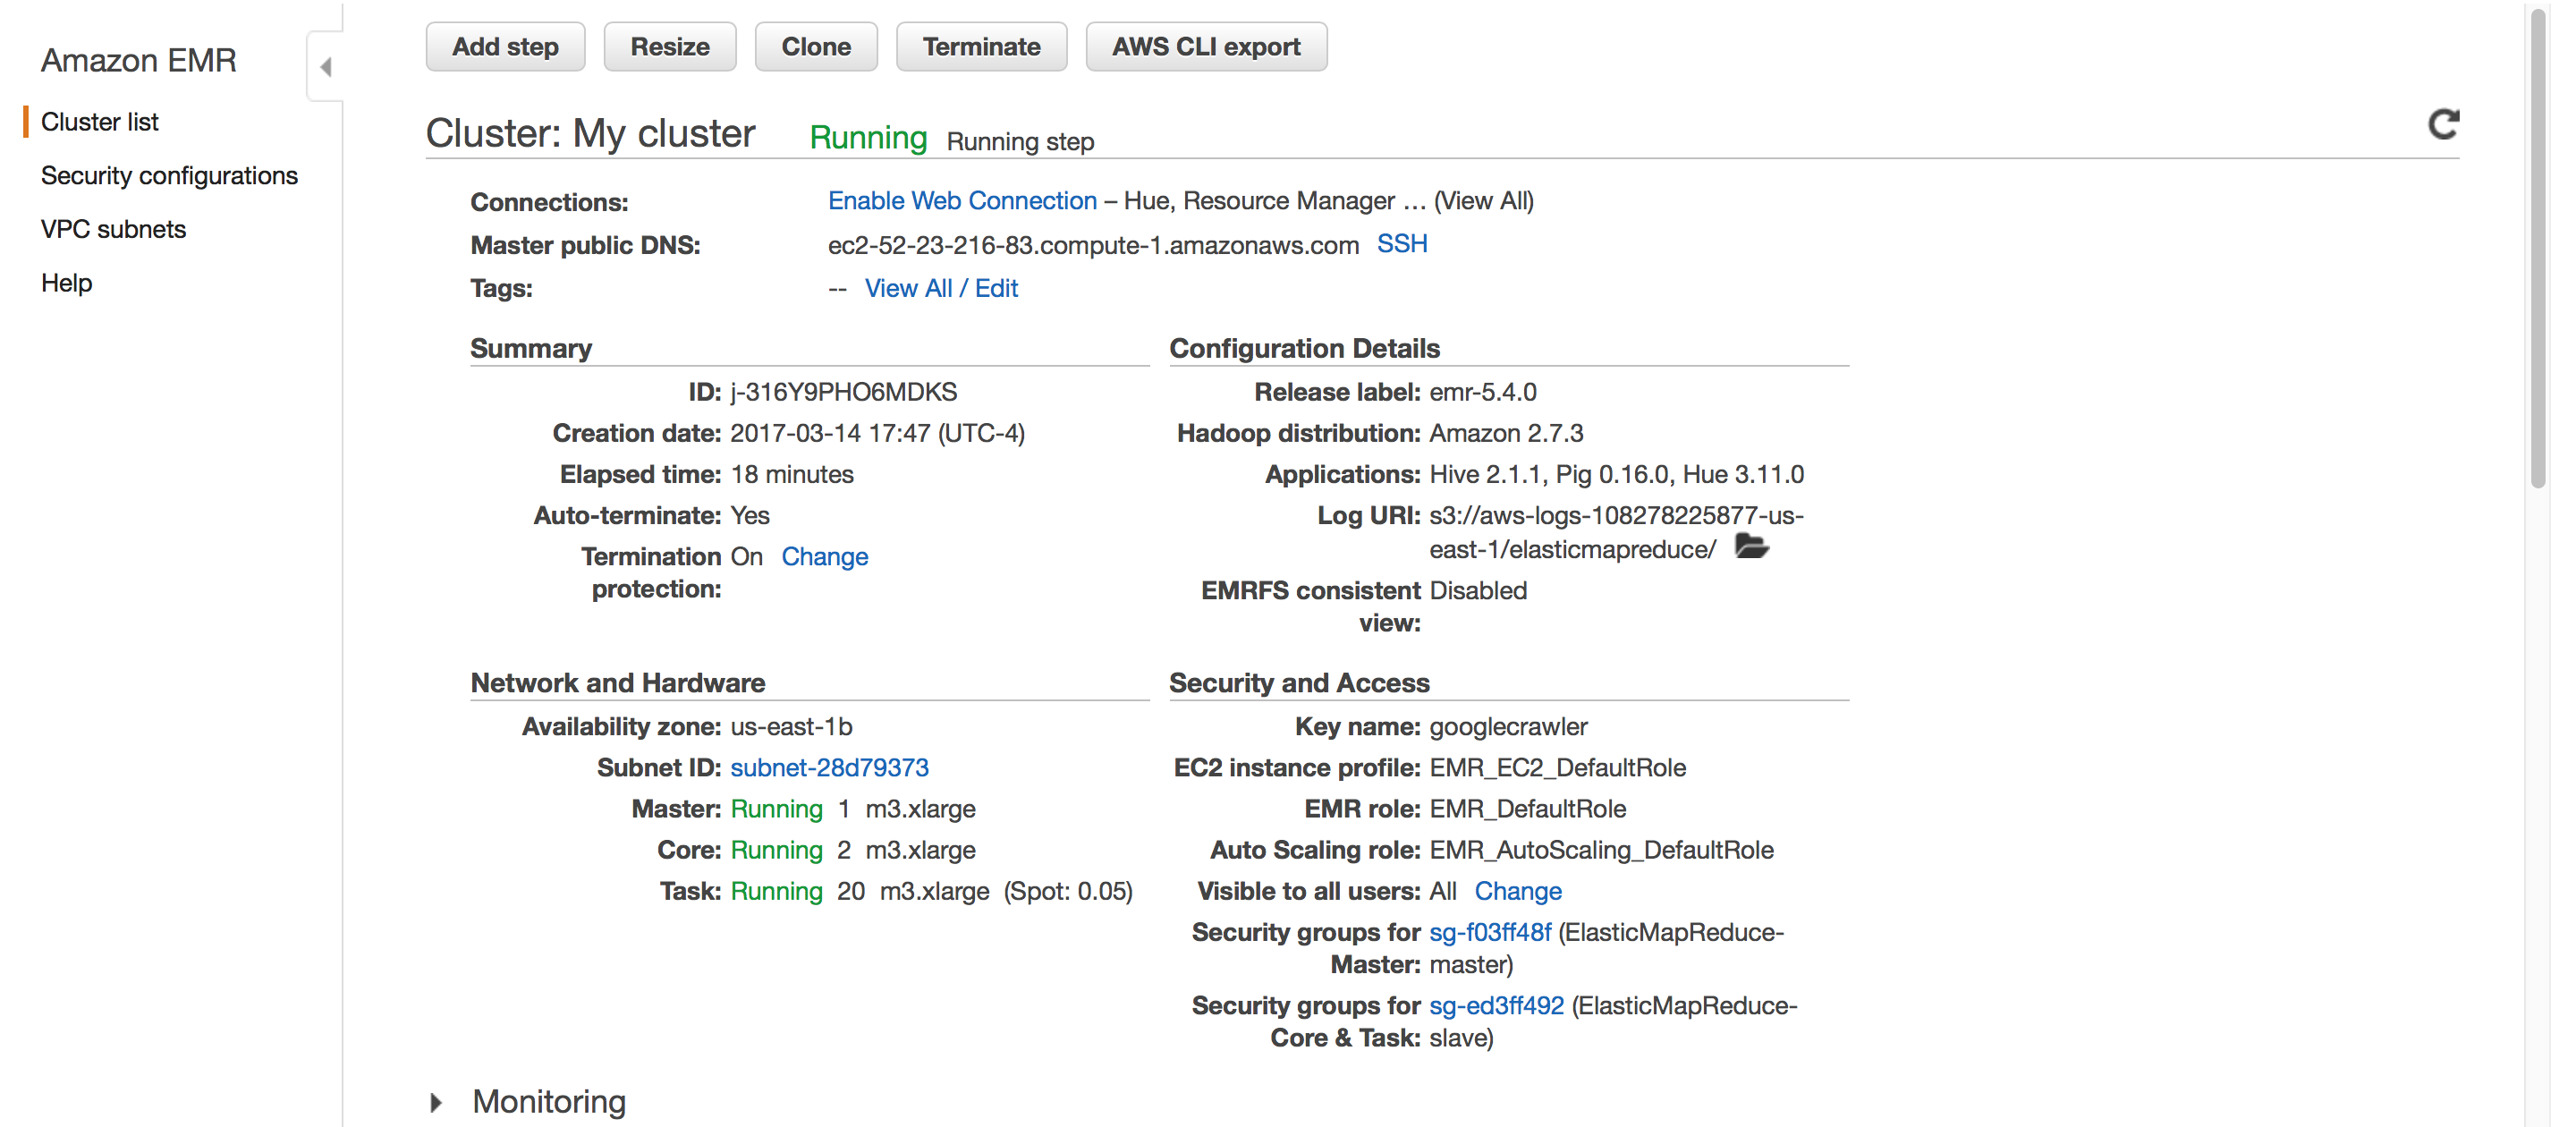 Amazon EMR
Cluster list
Security configurations
VPC subnets
Help
Add step Resize Clone Terminate AWS CLI export
Cluster: My cluster Running Running step
Connections: Enable Web Connection – Hue, Resource Manager … (View All)
Master public DNS: ec2-52-23-216-83.compute-1.amazonaws.com SSH
Tags: -- View All / Edit
Summary
ID: j-316Y9PHO6MDKS
Creation date: 2017-03-14 17:47 (UTC-4)
Elapsed time: 18 minutes
Auto-terminate: Yes
Termination On Change
protection:
Configuration Details
Release label: emr-5.4.0
Hadoop distribution: Amazon 2.7.3
Applications: Hive 2.1.1, Pig 0.16.0, Hue 3.11.0
Log URI: s3://aws-logs-108278225877-us-
east-1/elasticmapreduce/
EMRFS consistent Disabled
view:
Network and Hardware
Availability zone: us-east-1b
Subnet ID: subnet-28d79373
Master: Running 1 m3.xlarge
Core: Running 2 m3.xlarge
Task: Running 20 m3.xlarge (Spot: 0.05)
Security and Access
Key name: googlecrawler
EC2 instance profile: EMR_EC2_DefaultRole
EMR role: EMR_DefaultRole
Auto Scaling role: EMR_AutoScaling_DefaultRole
Visible to all users: All Change
Security groups for sg-f03ff48f (ElasticMapReduce-
Master: master)
Security groups for sg-ed3ff492 (ElasticMapReduce-
Core & Task: slave)
Monitoring